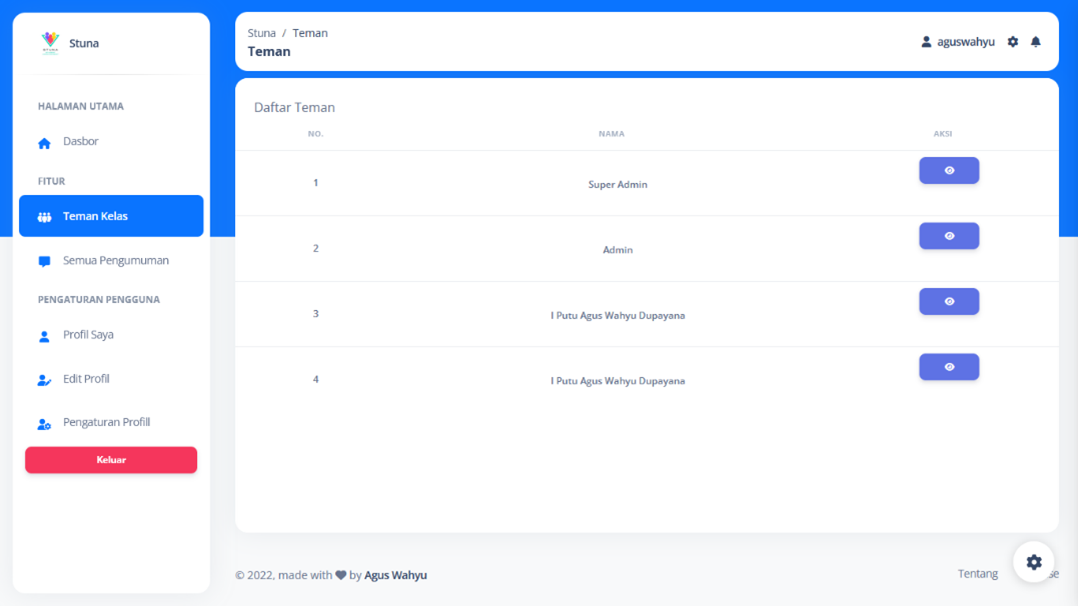 Stuna
HALAMAN UTAMA
Dasbor
FITUR
Teman Kelas
Semua Pengumuman
PENGATURAN PENGGUNA
Profil Saya
Edit Profil
Pengaturan Profill
Keluar
Stuna / Teman
Teman
aguswahyu
Daftar Teman
NO. NAMA AKSI
1 Super Admin
2 Admin
3 I Putu Agus Wahyu Dupayana
4 I Putu Agus Wahyu Dupayana
© 2022, made with by Agus Wahyu
Tentang